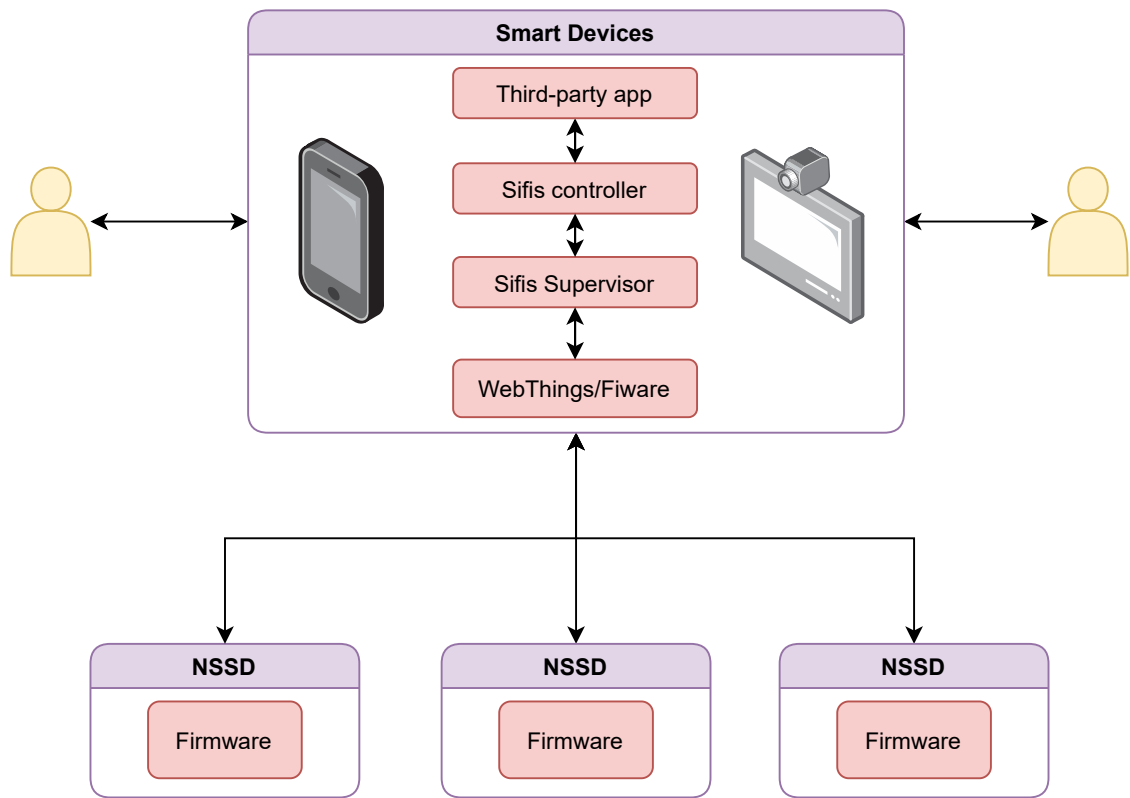 Smart Devices
Third-party app
Sifis controller
Sifis Supervisor
WebThings/Fiware
NSSD
NSSD
NSSD
Firmware
Firmware
Firmware